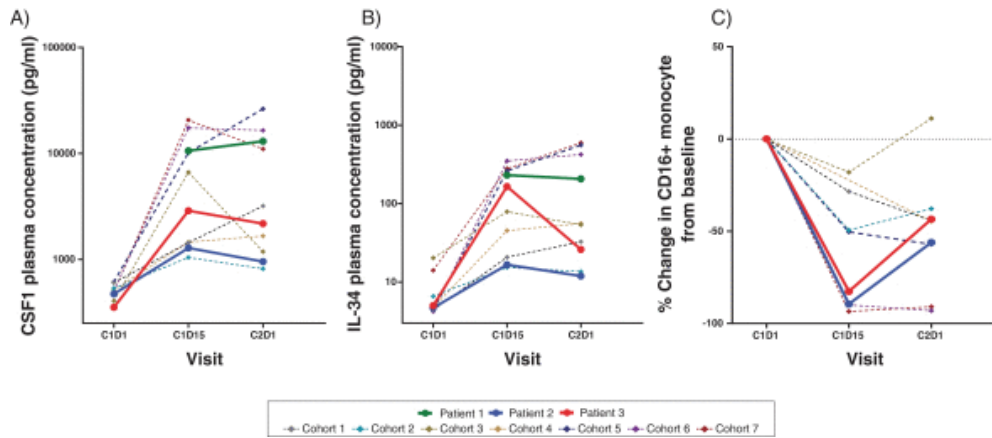 A)
CSF1 plasma concentration (pg/ml)
100000
10000
1000
C1D1
C1D15
C2D1
Visit
B)
IL-34 plasma concentration (pg/ml)
10000
1000
100
10
C1D1
C1D15
C2D1
Visit
C)
% Change in CD16+ monocyte
from baseline
50
0
-50
-100
C1D1
C1D15
C2D1
Visit
Patient 1 Patient 2 Patient 3
Cohort 1 Cohort 2 Cohort 3 Cohort 4 Cohort 5 Cohort 6 Cohort 7